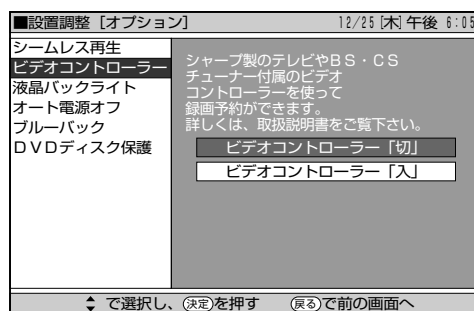 ■設置調整［オプション］ 12/25［木］午後 6:05
シームレス再生
ビデオコントローラー
液晶バックライト
オート電源オフ
ブルーバック
ＤＶＤディスク保護
シャープ製のテレビやＢＳ・ＣＳ
チューナー付属のビデオ
コントローラーを使って
録画予約ができます。
詳しくは、取扱説明書をご覧下さい。
ビデオコントローラー「切」
ビデオコントローラー「入」
で選択し、決定を押す 戻るで前の画面へ